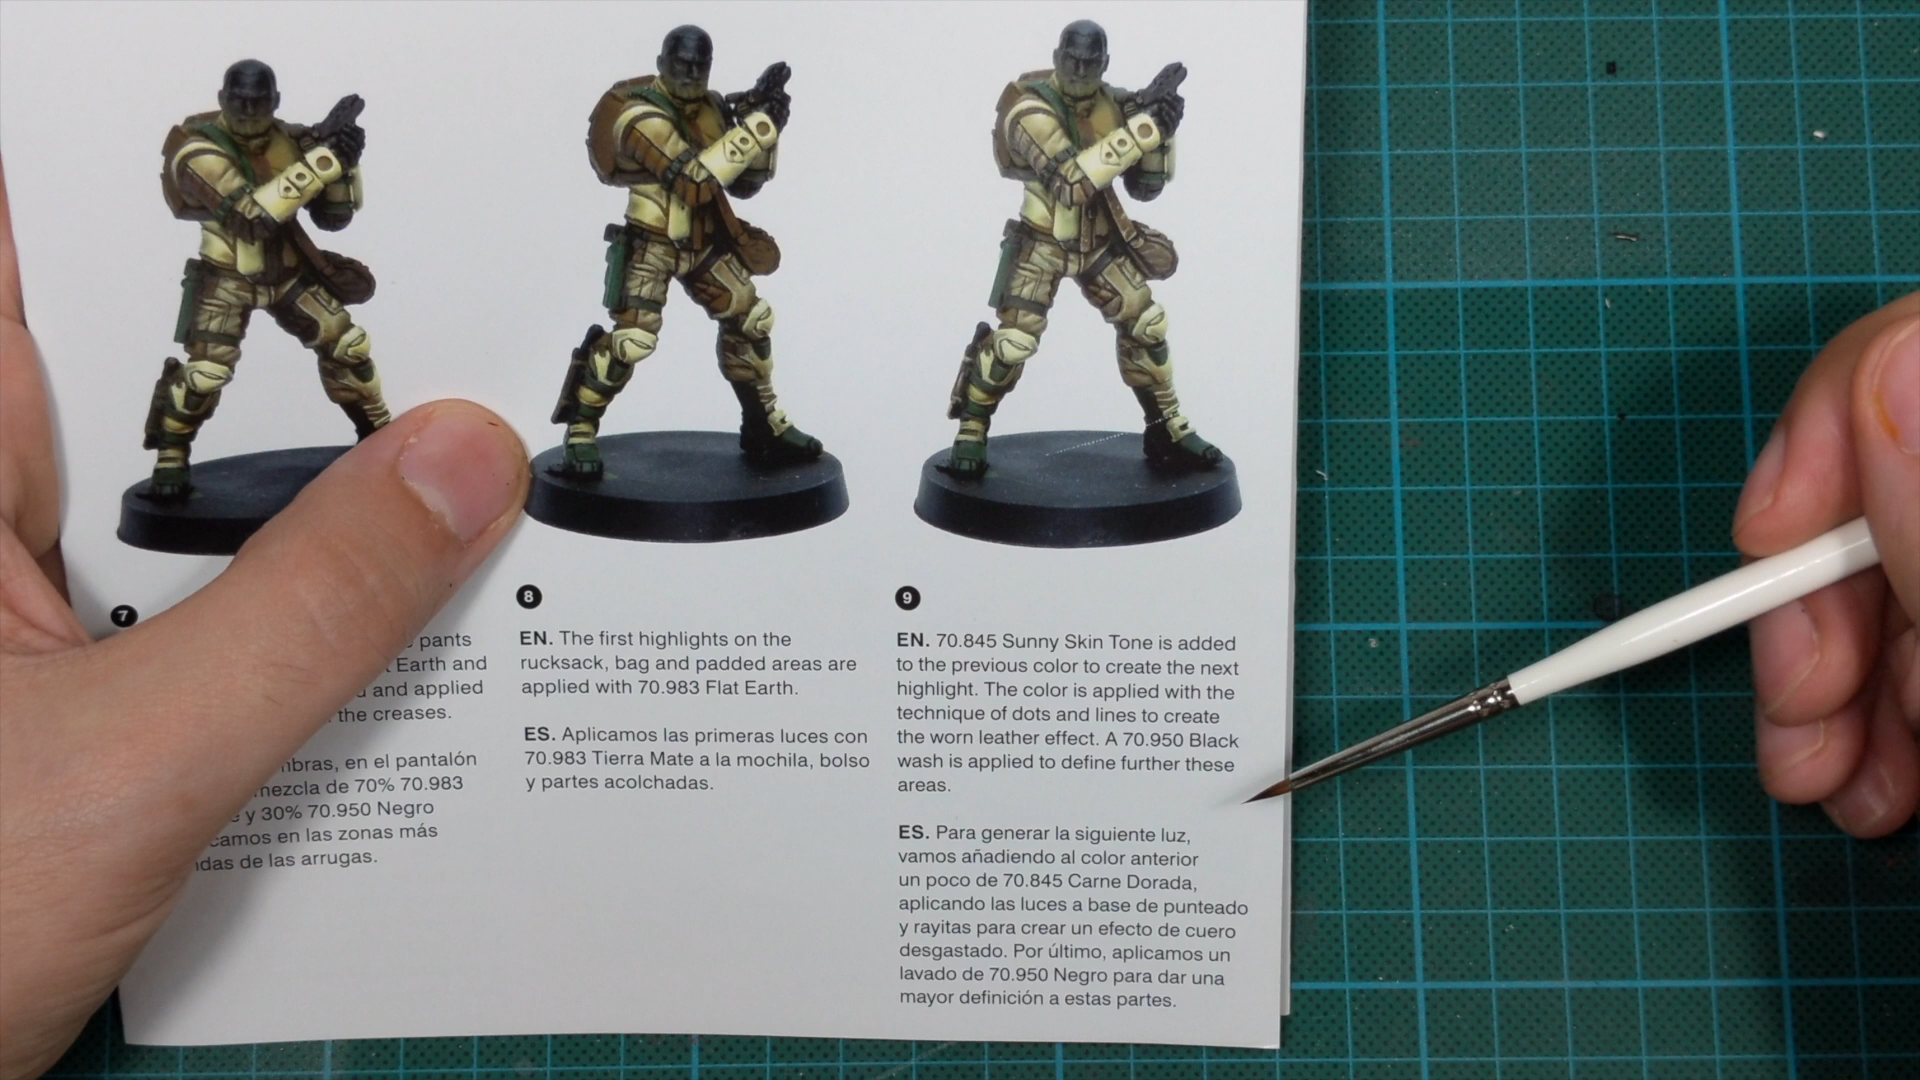 7
pants
Earth and
and applied
the creases.
en el pantalón
70% 70.983
y 30% 70.950 Negro
en las zonas más
de las arrugas.
8
EN. The first highlights on the
rucksack, bag and padded areas are
applied with 70.983 Flat Earth.
ES. Aplicamos las primeras luces con
70.983 Tierra Mate a la mochila, bolso
y partes acolchadas.
9
EN. 70.845 Sunny Skin Tone is added
to the previous color to create the next
highlight. The color is applied with the
technique of dots and lines to create
the worn leather effect. A 70.950 Black
wash is applied to define further these
areas.
ES. Para generar la siguiente luz,
vamos añadiendo al color anterior
un poco de 70.845 Carne Dorada,
aplicando las luces a base de punteado
y rayitas para crear un efecto de cuero
desgastado. Por último, aplicamos un
lavado de 70.950 Negro para dar una
mayor definición a estas partes.